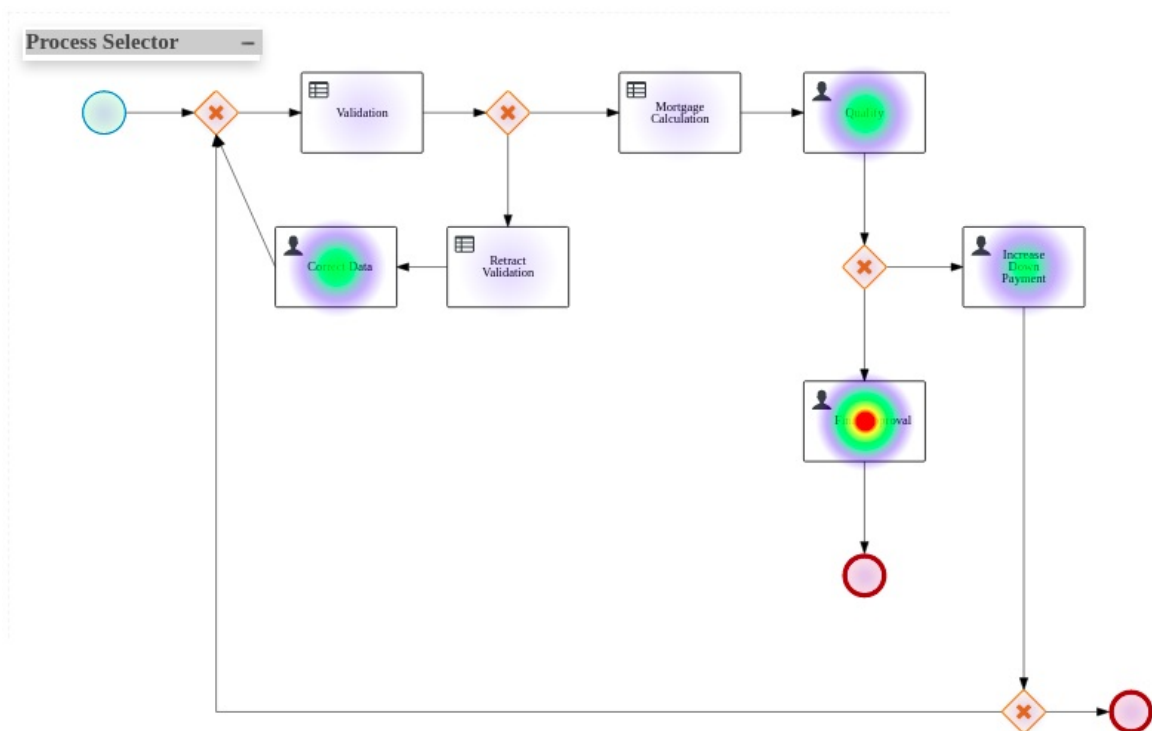 Process Selector –
Validation
Mortgage
Calculation
Qualify
Correct Data
Retract
Validation
Increase
Down
Payment